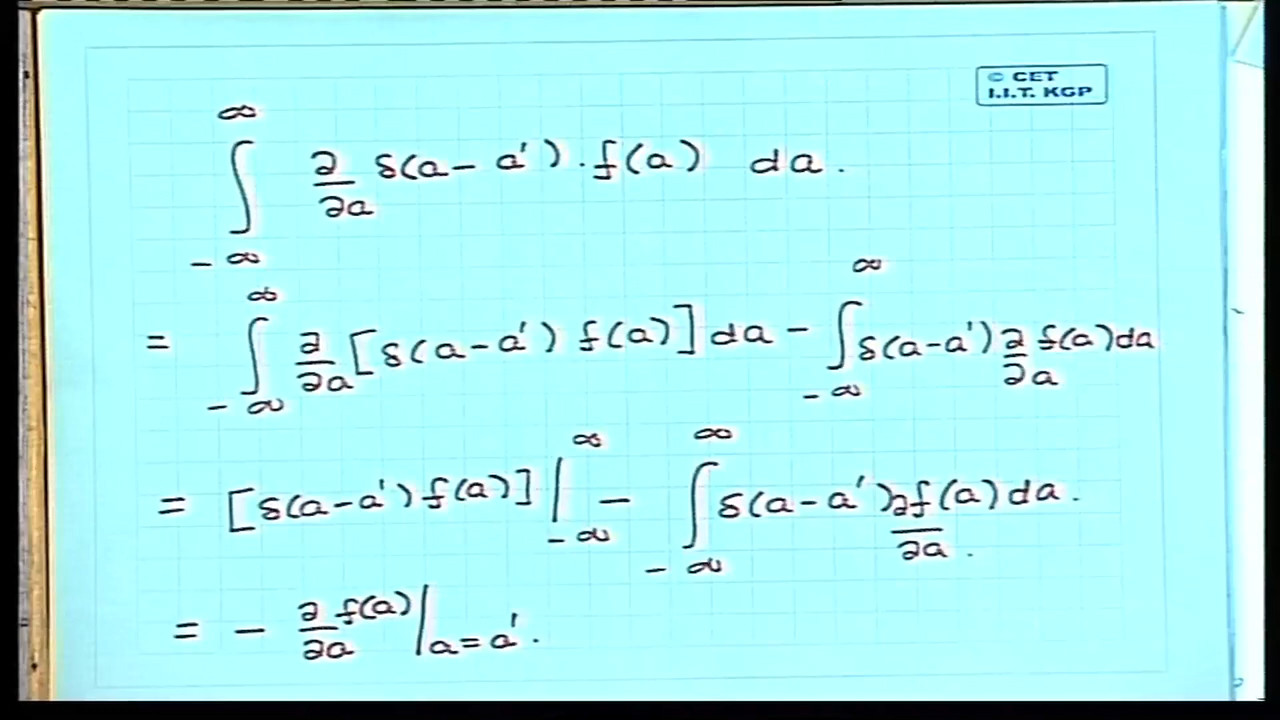 © CET
I.I.T. KGP
∫_{-∞}^{∞} ∂/∂a δ(a-a') . f(a) da .
= ∫_{-∞}^{∞} ∂/∂a [δ(a-a') f(a)] da - ∫_{-∞}^{∞} δ(a-a') ∂/∂a f(a) da
= [δ(a-a') f(a)] |_{-∞}^{∞} - ∫_{-∞}^{∞} δ(a-a') ∂f(a)/∂a . da .
= - ∂/∂a f(a) |_{a=a'} .